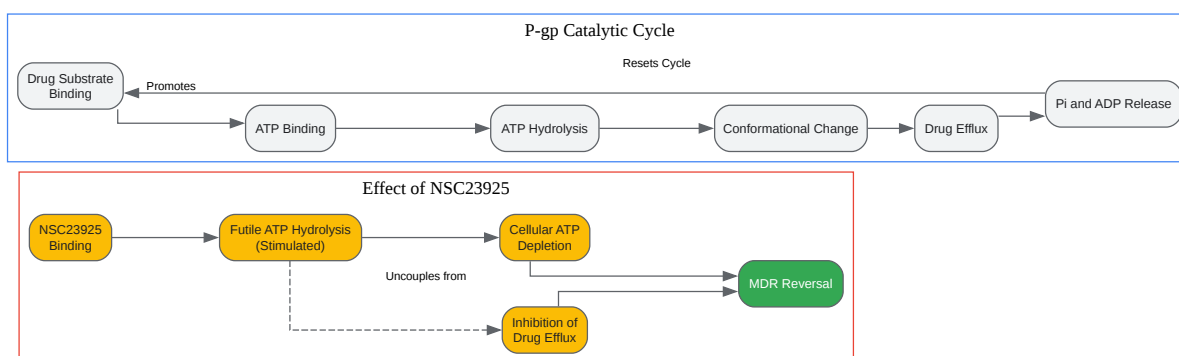 P-gp Catalytic Cycle
Resets Cycle
Drug Substrate
Binding
Promotes
Pi and ADP Release
ATP Binding
ATP Hydrolysis
Conformational Change
Drug Efflux
Effect of NSC23925
NSC23925
Binding
Futile ATP Hydrolysis
(Stimulated)
Cellular ATP
Depletion
Uncouples from
MDR Reversal
Inhibition of
Drug Efflux